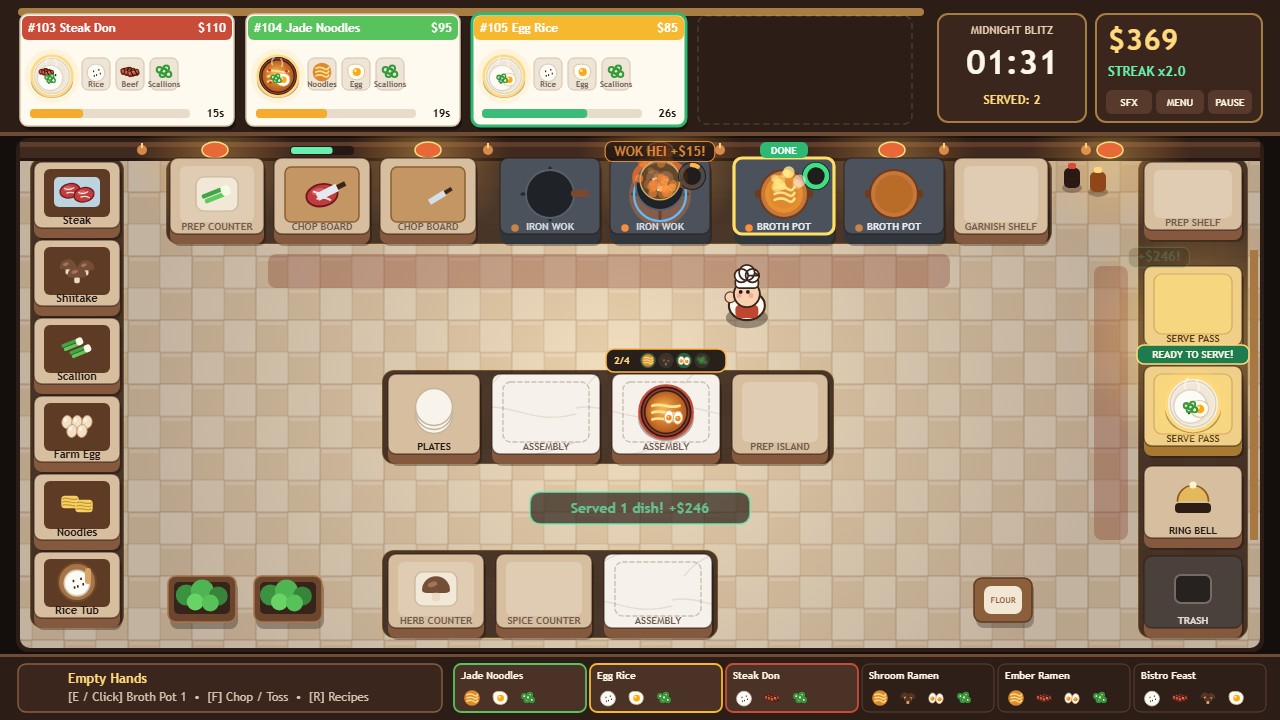 #103 Steak Don $110
Rice Beef Scallions
15s
#104 Jade Noodles $95
Noodles Egg Scallions
19s
#105 Egg Rice $85
Rice Egg Scallions
26s
MIDNIGHT BLITZ
01:31
SERVED: 2
$369
STREAK x2.0
SFX MENU PAUSE
WOK HEI +$15!
DONE
Steak
Shiitake
Scallion
Farm Egg
Noodles
Rice Tub
PREP COUNTER
CHOP BOARD
CHOP BOARD
IRON WOK
IRON WOK
BROTH POT
BROTH POT
GARNISH SHELF
PREP SHELF
+$246!
SERVE PASS
READY TO SERVE!
SERVE PASS
RING BELL
TRASH
2/4
PLATES
ASSEMBLY
ASSEMBLY
PREP ISLAND
Served 1 dish! +$246
HERB COUNTER
SPICE COUNTER
ASSEMBLY
FLOUR
Empty Hands
[E / Click] Broth Pot 1 • [F] Chop / Toss • [R] Recipes
Jade Noodles
Egg Rice
Steak Don
Shroom Ramen
Ember Ramen
Bistro Feast